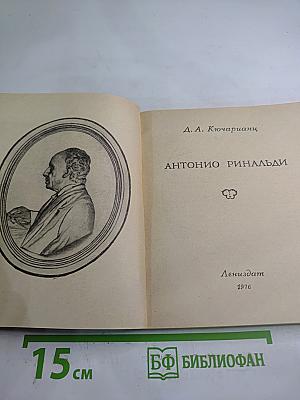 Д. А. Кючарианц
АНТОНИО РИНАЛЬДИ
Лениздат
1976
15 см
БФ БИБЛИОФАН